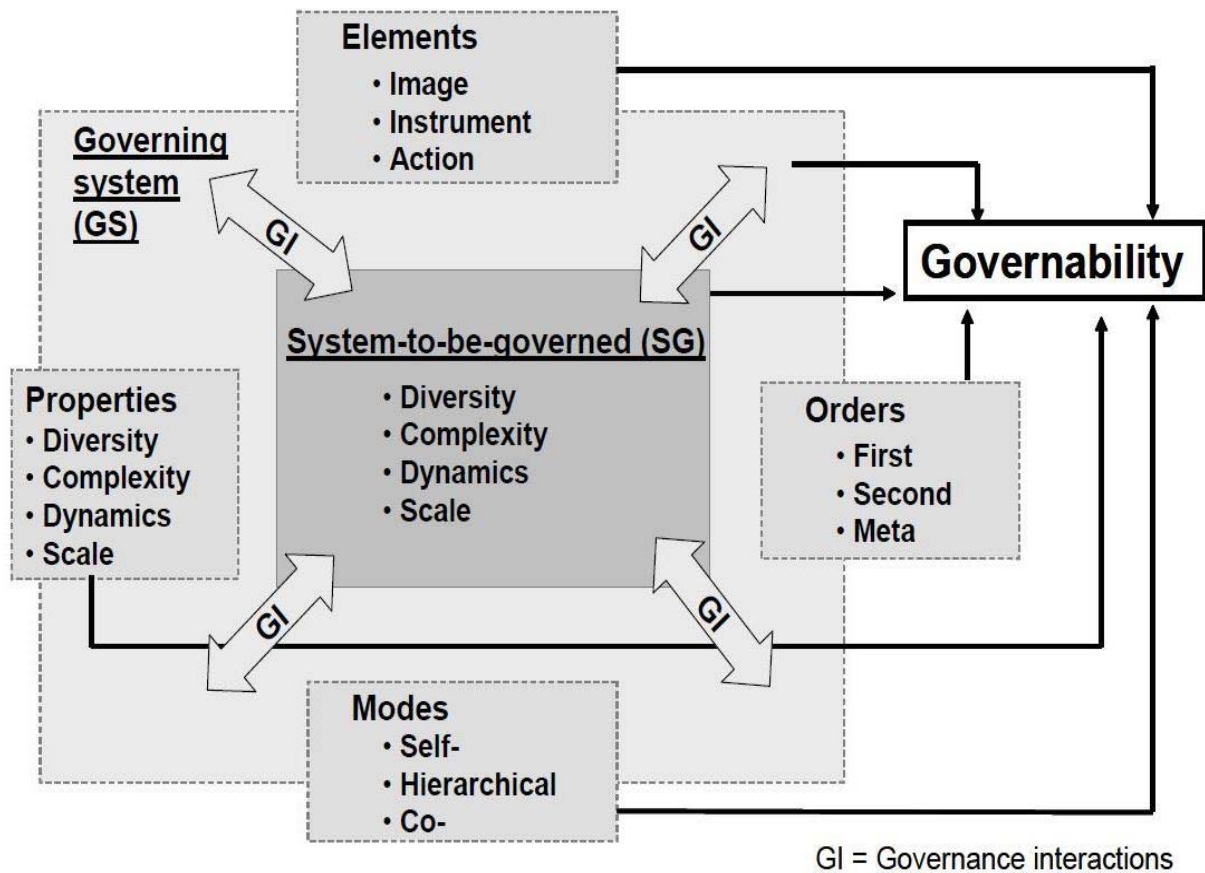 Elements
• Image
• Instrument
• Action
Governing
system
(GS)
GI
GI
Governability
System-to-be-governed (SG)
• Diversity
• Complexity
• Dynamics
• Scale
Properties
• Diversity
• Complexity
• Dynamics
• Scale
Orders
• First
• Second
• Meta
GI
GI
Modes
• Self-
• Hierarchical
• Co-
GI = Governance interactions